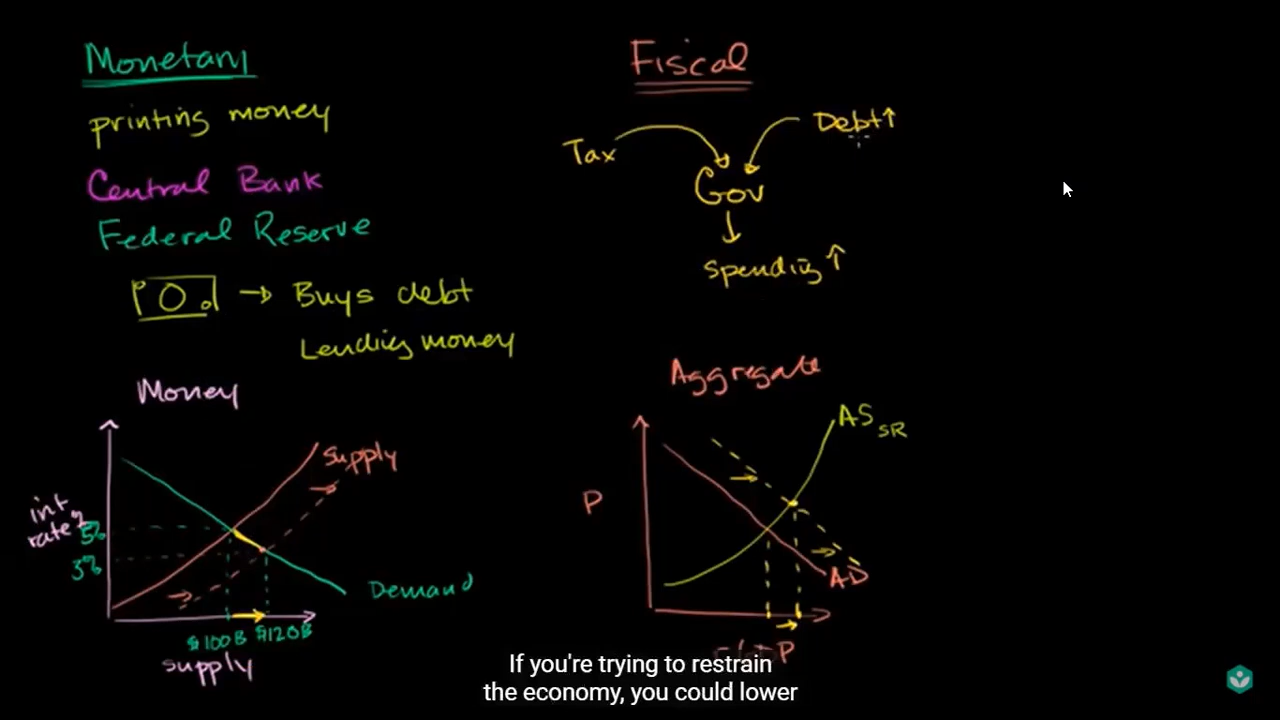 Monetary
printing money
Central Bank
Federal Reserve
→ Buys debt
Lending money
Money
int rate
5%
3%
Supply
Demand
$100B $120B
supply
Fiscal
Tax
Debt↑
Gov
spending ↑
Aggregate
P
AS SR
AD
P
If you're trying to restrain
the economy, you could lower